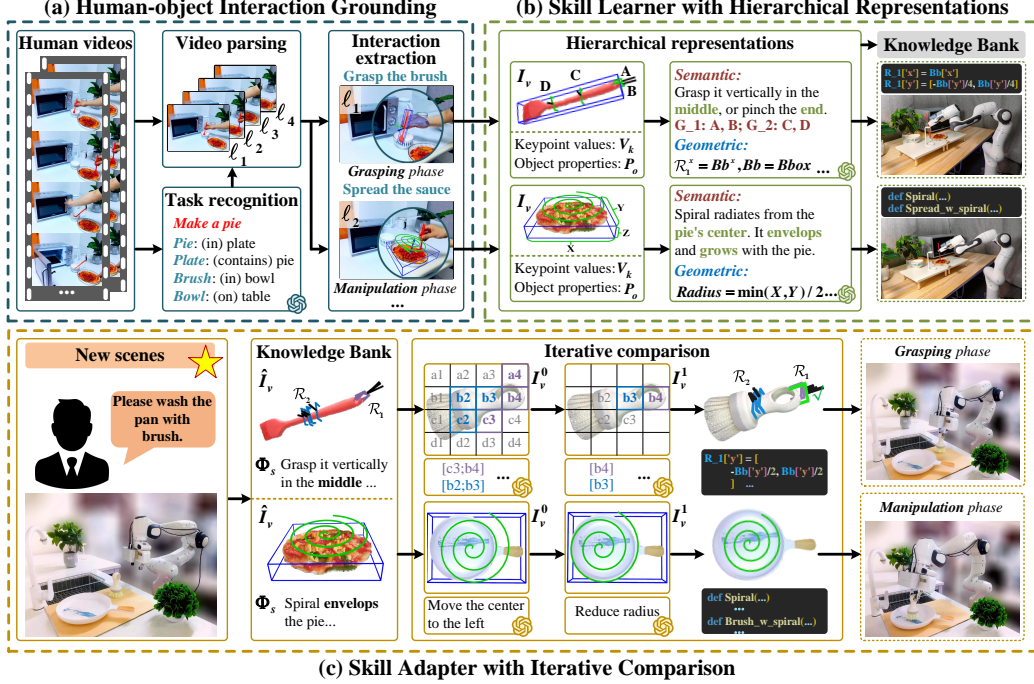 (a) Human-object Interaction Grounding
Human videos
...
Video parsing
ℓ1
ℓ2
ℓ3
ℓ4
Task recognition
Make a pie
Pie: (in) plate
Plate: (contains) pie
Brush: (in) bowl
Bowl: (on) table
Interaction
extraction
Grasp the brush
ℓ1
Grasping phase
Spread the sauce
ℓ2
Manipulation phase
...
(b) Skill Learner with Hierarchical Representations
Hierarchical representations
Iv
A
B
C
D
Keypoint values: Vk
Object properties: Po
Semantic:
Grasp it vertically in the
middle, or pinch the end.
G_1: A, B; G_2: C, D
Geometric:
R1^x = Bb^x, Bb = Bbox ...
Iv
Y
Z
X
Keypoint values: Vk
Object properties: Po
Semantic:
Spiral radiates from the
pie's center. It envelops
and grows with the pie.
Geometric:
Radius = min(X,Y) / 2...
Knowledge Bank
R_1['x'] = Bb['x']
R_1['y'] = [-Bb['y']/4, Bb['y']/4]
def Spiral(...)
def Spread_w_spiral(...)
New scenes
Please wash the
pan with
brush.
Knowledge Bank
Îv
R2
R1
Φs Grasp it vertically
in the middle ...
Îv
Φs Spiral envelops
the pie...
Iterative comparison
a1 a2 a3 a4
b1 b2 b3 b4
c1 c2 c3 c4
d1 d2 d3 d4
Iv^0
[c3;b4]
[b2;b3]
...
b2 b3 b4
c2 c3
Iv^1
[b4]
[b3]
...
R2
R1
R_1['y'] = [
-Bb['y']/2, Bb['y']/2
] ...
Iv^0
Move the center
to the left
Iv^1
Reduce radius
def Spiral(...)
...
def Brush_w_spiral(...)
...
Grasping phase
Manipulation phase
(c) Skill Adapter with Iterative Comparison